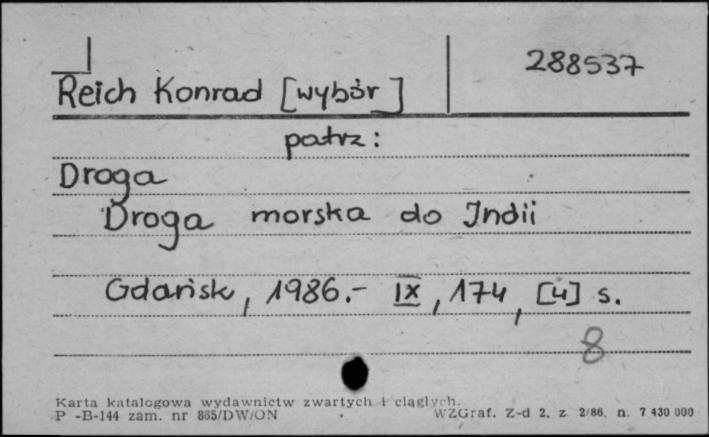 288537
Reich Konrad [wybór]
patrz:
Droga
Droga morska do Indii
Gdańsk, 1986.- IX, 174, [4] s.
8
Karta katalogowa wydawnictw zwartych i ciągłych.
P -B-144 zam. nr 865/DW/ON WZGraf. Z-d 2. z 2/86. n. 7 430 000